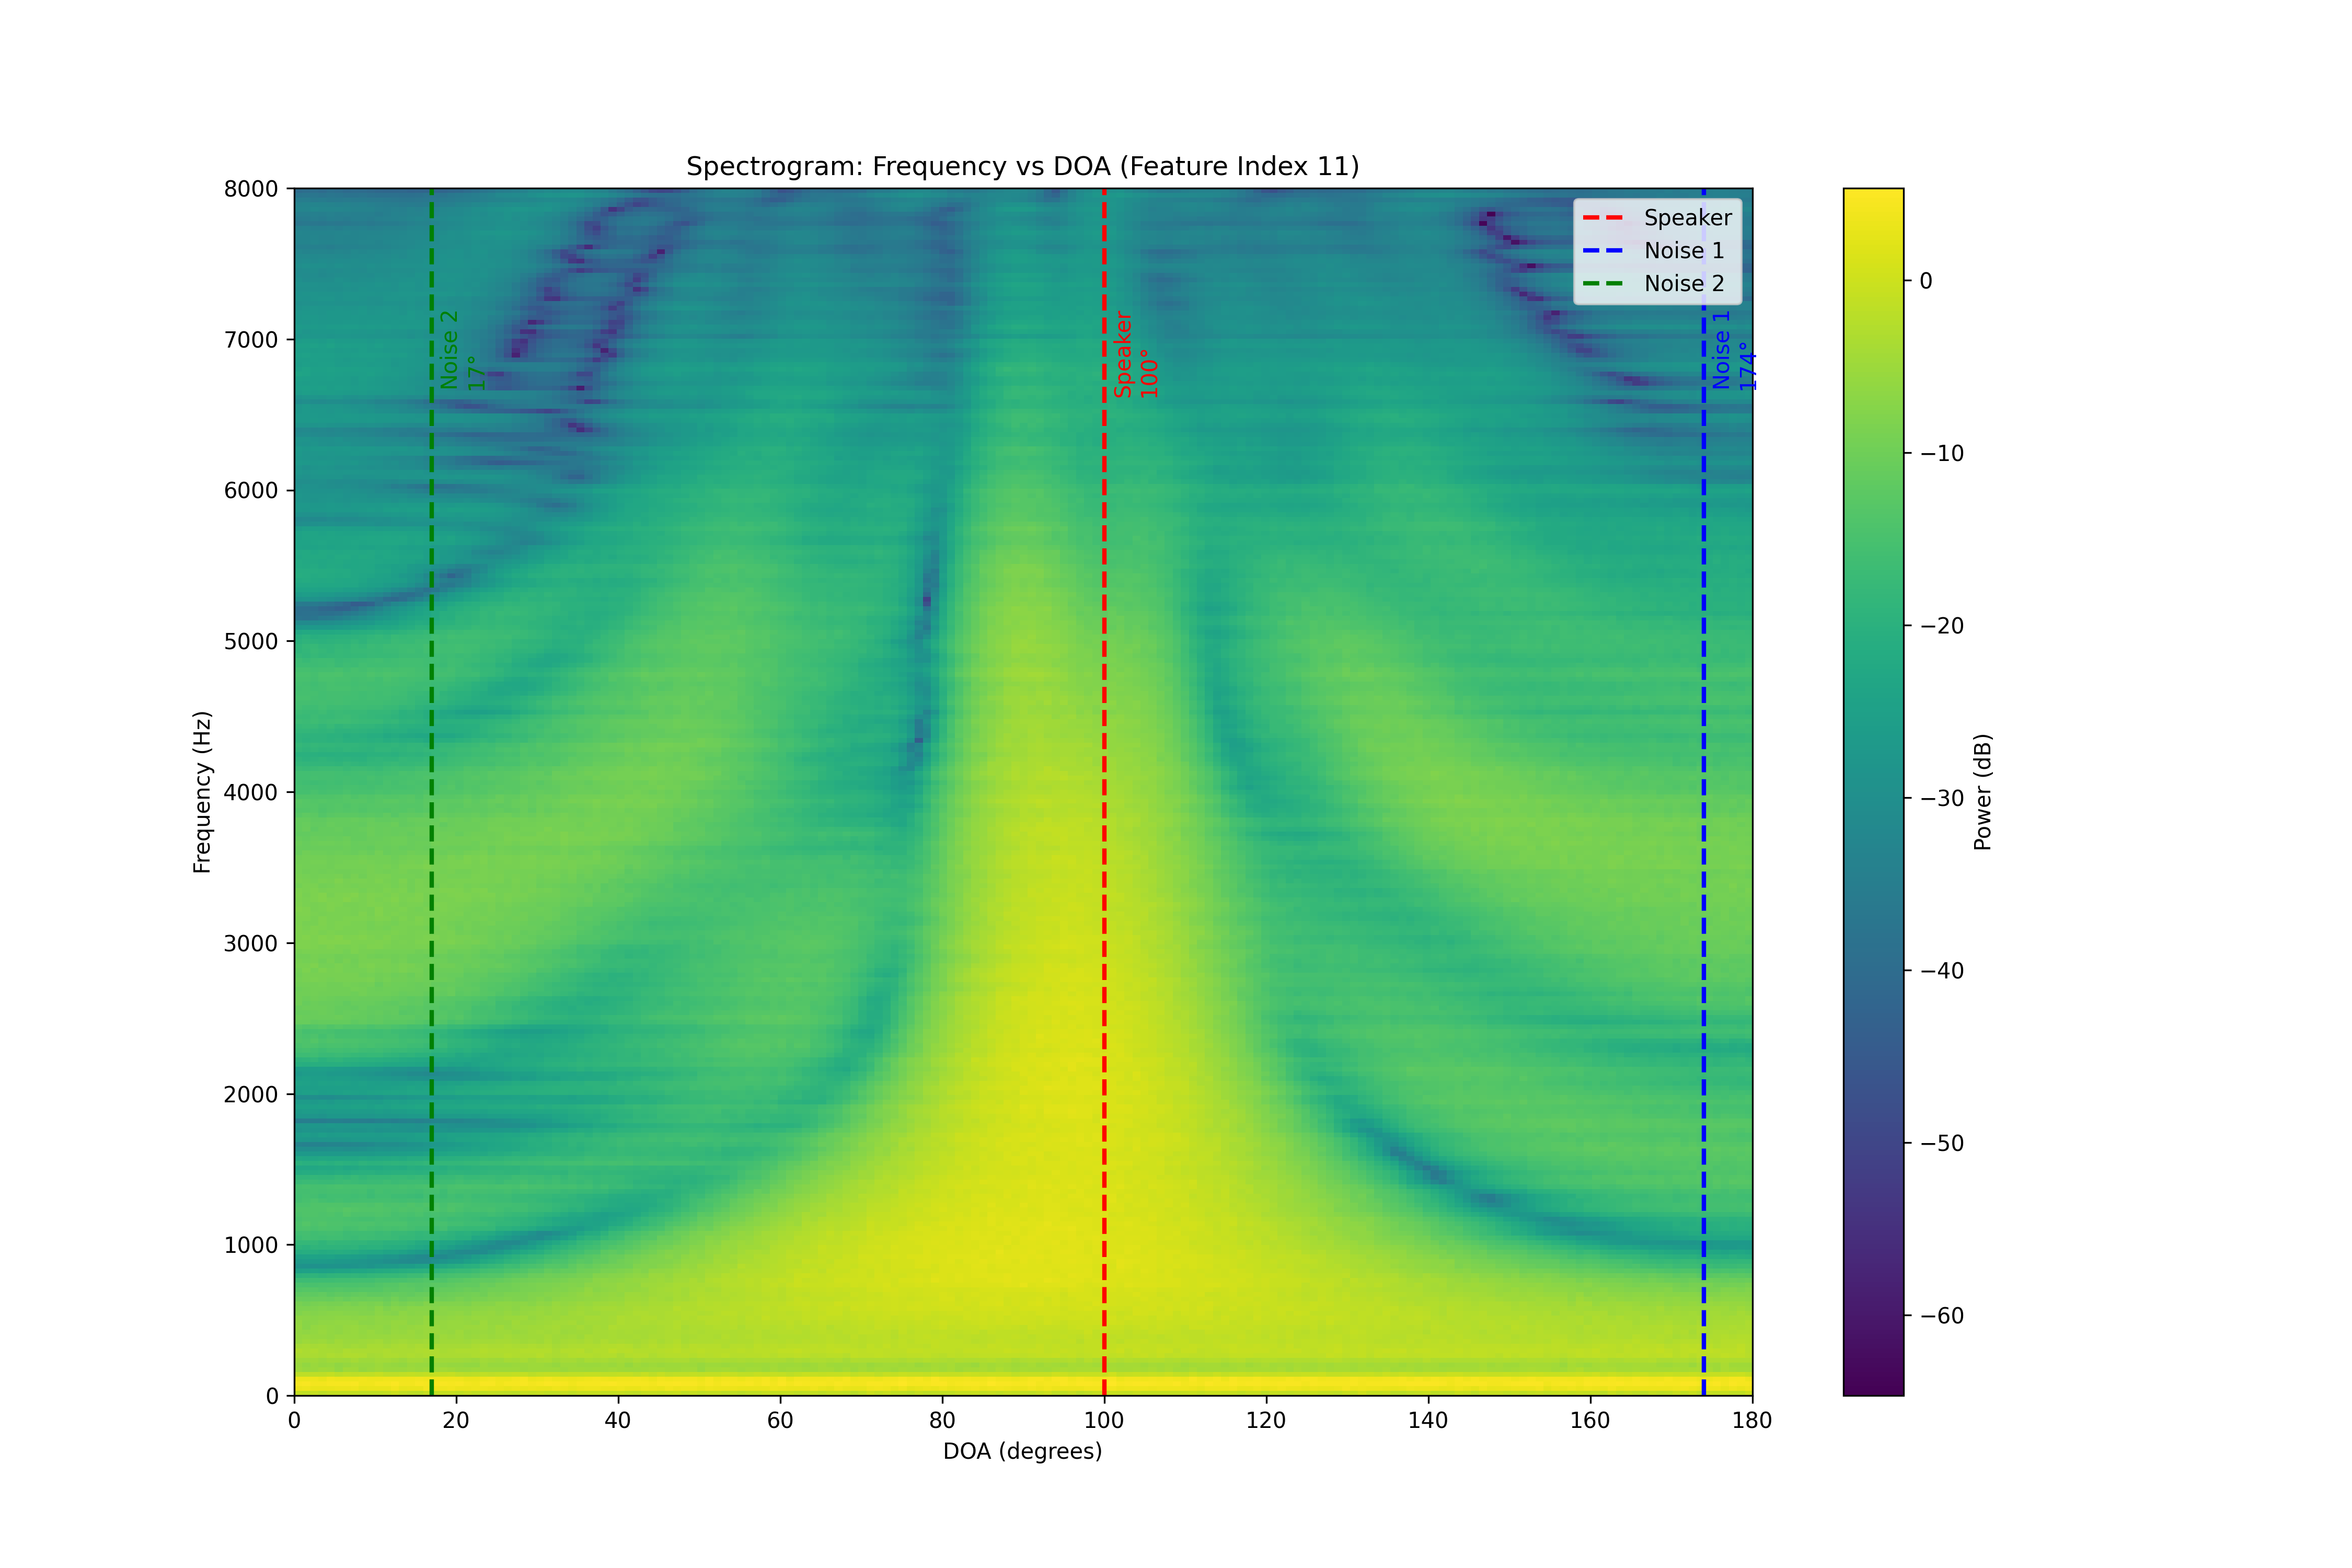 Spectrogram: Frequency vs DOA (Feature Index 11)
Frequency (Hz)
8000
7000
6000
5000
4000
3000
2000
1000
0
Noise 2
17°
Speaker
100°
Noise 1
174°
Speaker
Noise 1
Noise 2
0 20 40 60 80 100 120 140 160 180
DOA (degrees)
0
−10
−20
−30
−40
−50
−60
Power (dB)